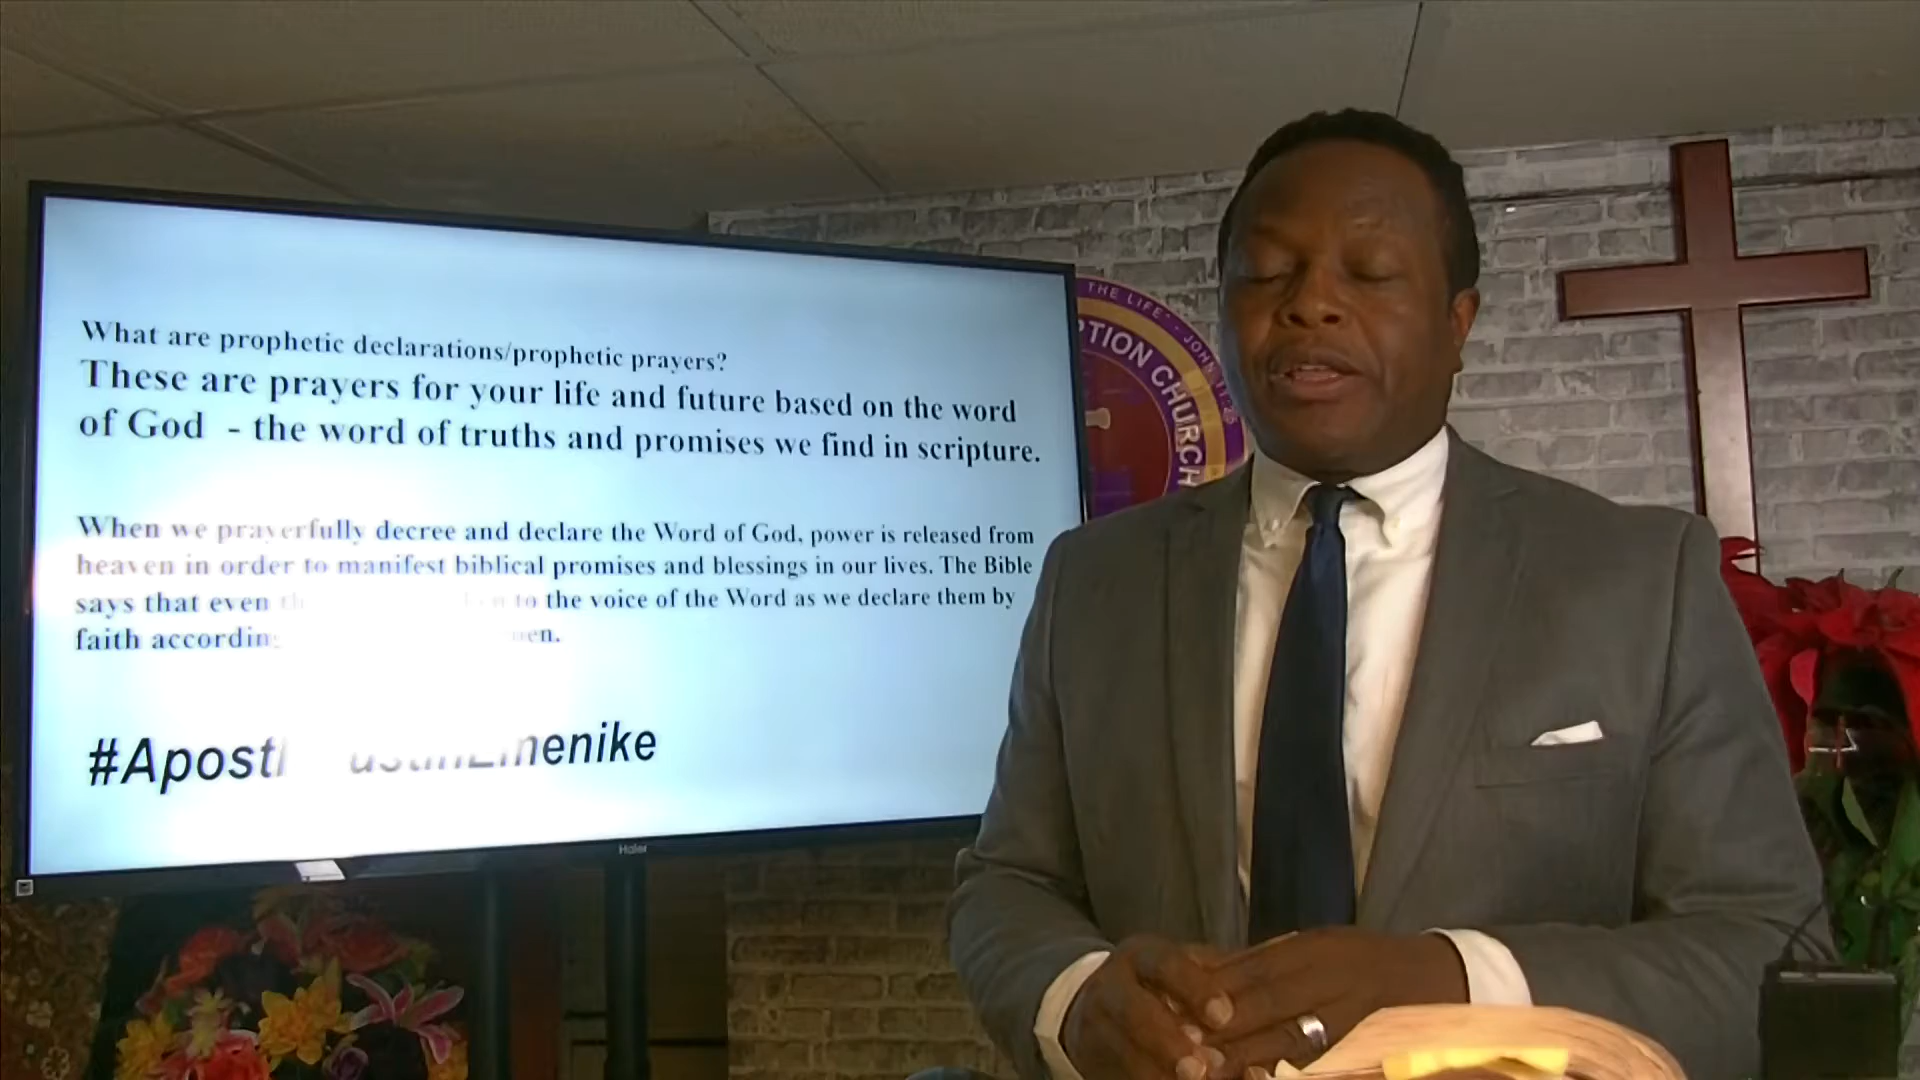 What are prophetic declarations/prophetic prayers?
These are prayers for your life and future based on the word
of God - the word of truths and promises we find in scripture.
When we prayerfully decree and declare the Word of God, power is released from
heaven in order to manifest biblical promises and blessings in our lives. The Bible
says that even to the voice of the Word as we declare them by
faith
Haier
THE LIFE" - JOHN 11:25
CHURCH